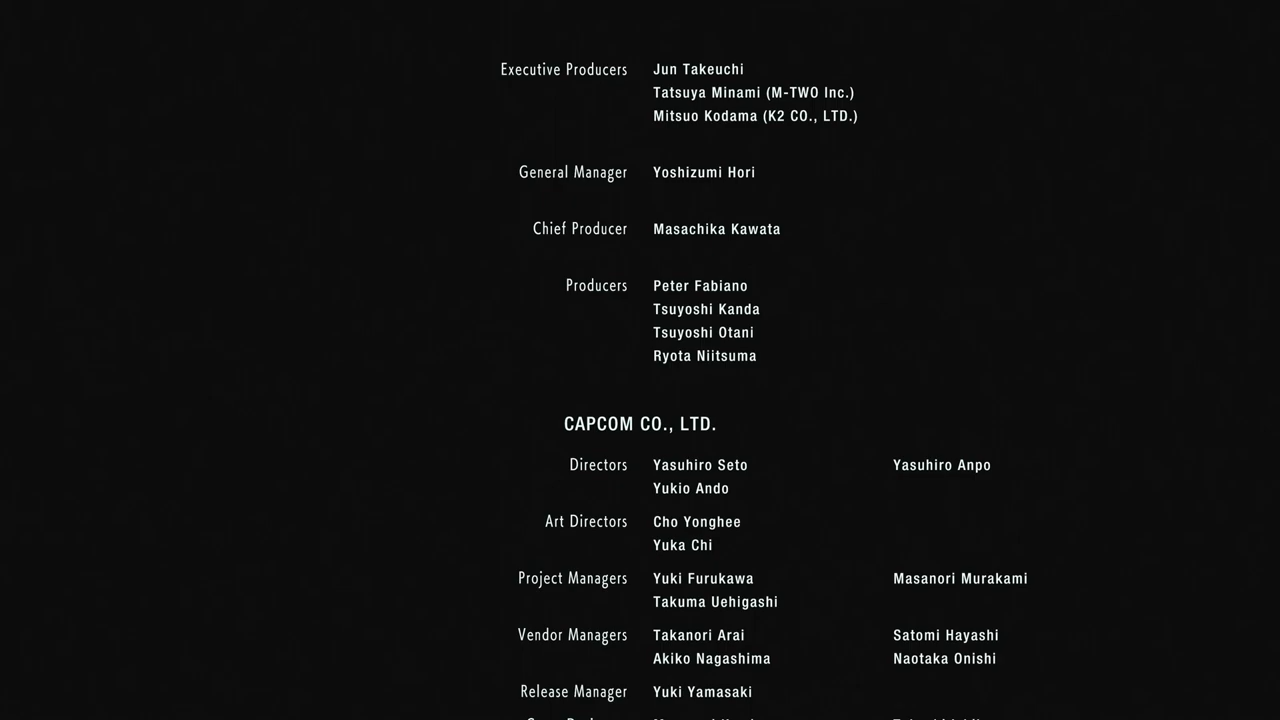 Executive Producers Jun Takeuchi
Tatsuya Minami (M-TWO Inc.)
Mitsuo Kodama (K2 CO., LTD.)
General Manager Yoshizumi Hori
Chief Producer Masachika Kawata
Producers Peter Fabiano
Tsuyoshi Kanda
Tsuyoshi Otani
Ryota Niitsuma
CAPCOM CO., LTD.
Directors Yasuhiro Seto Yasuhiro Anpo
Yukio Ando
Art Directors Cho Yonghee
Yuka Chi
Project Managers Yuki Furukawa Masanori Murakami
Takuma Uehigashi
Vendor Managers Takanori Arai Satomi Hayashi
Akiko Nagashima Naotaka Onishi
Release Manager Yuki Yamasaki